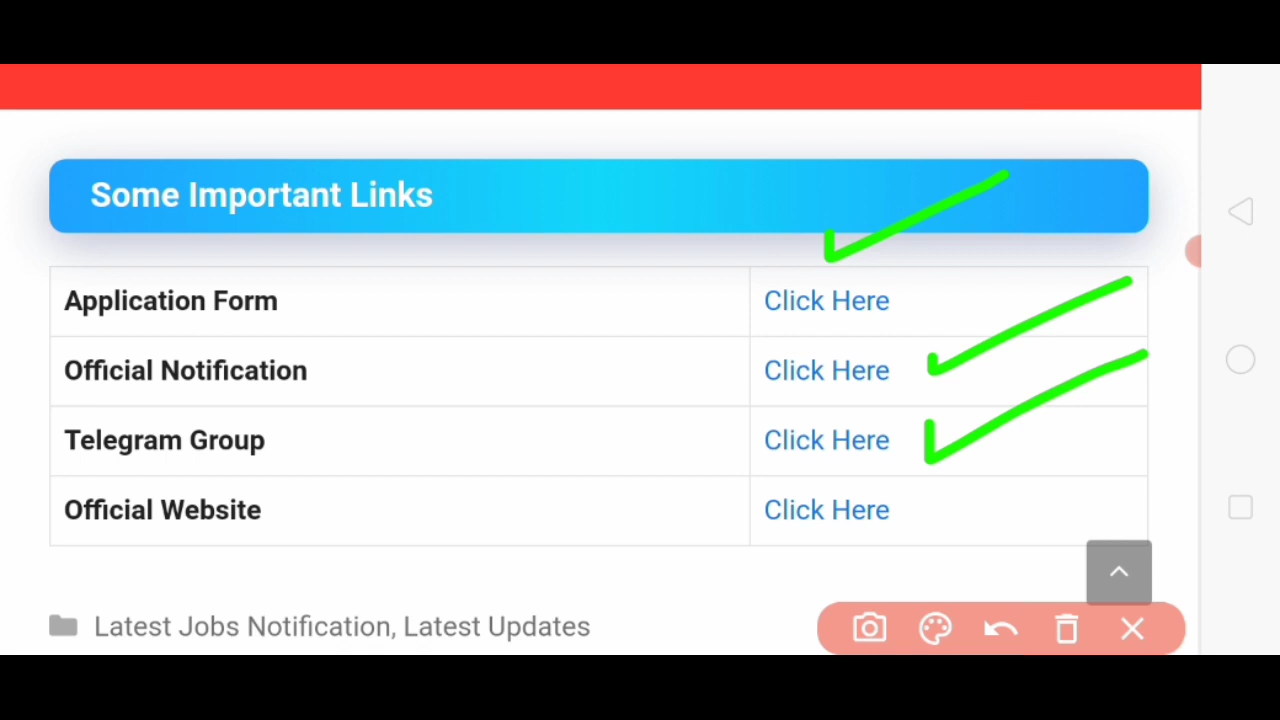 Some Important Links
Application Form Click Here
Official Notification Click Here
Telegram Group Click Here
Official Website Click Here
Latest Jobs Notification, Latest Updates